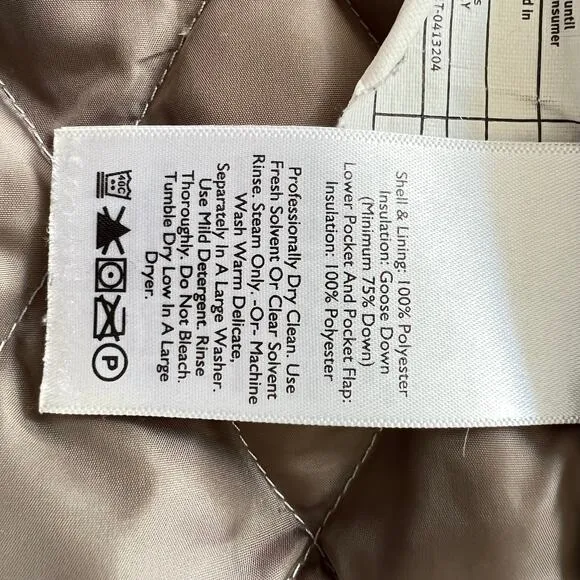 Shell & Lining: 100% Polyester
Insulation: Goose Down
(Minimum 75% Down)
Lower Pocket And Pocket Flap:
Insulation: 100% Polyester
Professionally Dry Clean. Use
Fresh Solvent Or Clear Solvent
Rinse. Steam Only. -Or- Machine
Wash Warm Delicate,
Separately In A Large Washer.
Use Mild Detergent. Rinse
Thoroughly. Do Not Bleach.
Tumble Dry Low In A Large
Dryer.
40C
P
until
nsumer
d In
T-0413204